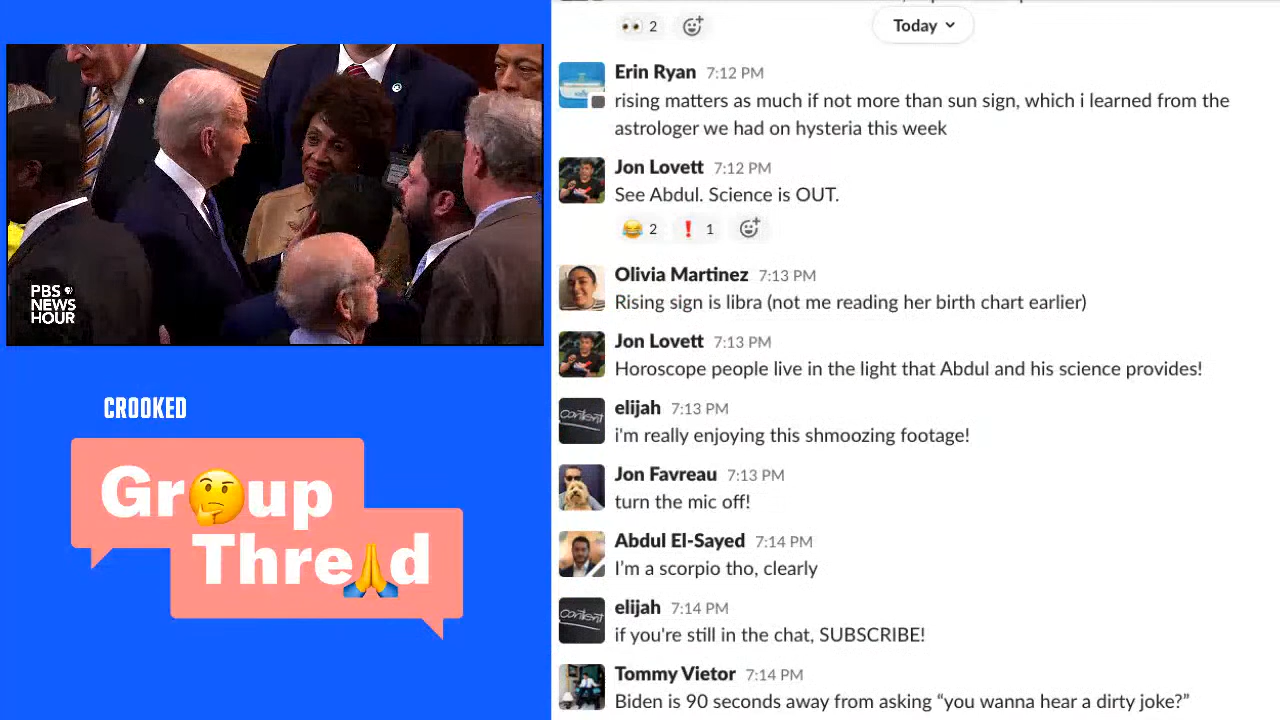 PBS
NEWS
HOUR
CROOKED
Gr🤔up
Thre🙏d
👀 2
Today
Erin Ryan 7:12 PM
rising matters as much if not more than sun sign, which i learned from the
astrologer we had on hysteria this week
Jon Lovett 7:12 PM
See Abdul. Science is OUT.
😂 2 ❗ 1
Olivia Martinez 7:13 PM
Rising sign is libra (not me reading her birth chart earlier)
Jon Lovett 7:13 PM
Horoscope people live in the light that Abdul and his science provides!
content
elijah 7:13 PM
i'm really enjoying this shmoozing footage!
Jon Favreau 7:13 PM
turn the mic off!
Abdul El-Sayed 7:14 PM
I'm a scorpio tho, clearly
content
elijah 7:14 PM
if you're still in the chat, SUBSCRIBE!
Tommy Vietor 7:14 PM
Biden is 90 seconds away from asking “you wanna hear a dirty joke?”